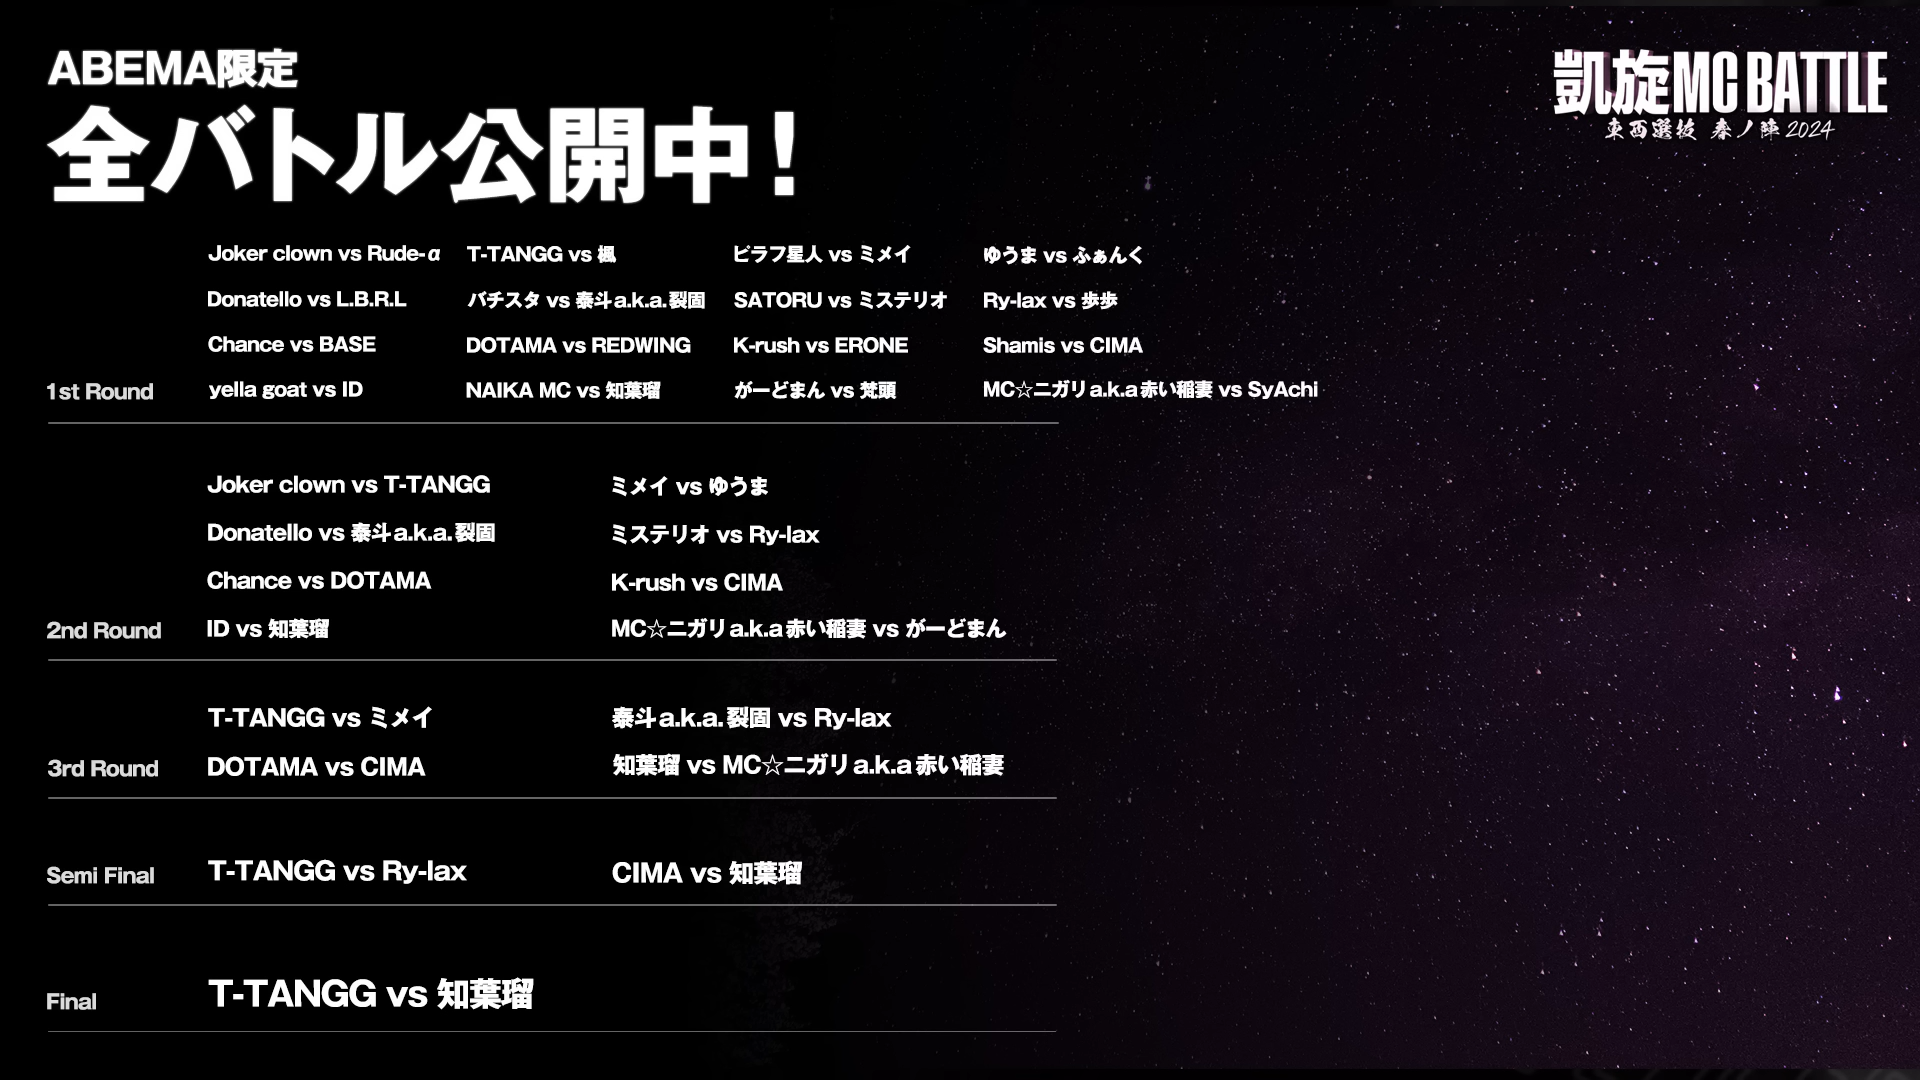 ABEMA限定
全バトル公開中！
凱旋MC BATTLE
東西選抜 春ノ陣 2024
Joker clown vs Rude-α T-TANGG vs 楓 ピラフ星人 vs ミメイ ゆうま vs ふぁんく
Donatello vs L.B.R.L バチスタ vs 泰斗a.k.a.裂固 SATORU vs ミステリオ Ry-lax vs 歩歩
Chance vs BASE DOTAMA vs REDWING K-rush vs ERONE Shamis vs CIMA
1st Round yella goat vs ID NAIKA MC vs 知葉瑠 がーどまん vs 梵頭 MC☆ニガリa.k.a赤い稲妻 vs SyAchi
Joker clown vs T-TANGG ミメイ vs ゆうま
Donatello vs 泰斗a.k.a.裂固 ミステリオ vs Ry-lax
Chance vs DOTAMA K-rush vs CIMA
2nd Round ID vs 知葉瑠 MC☆ニガリa.k.a赤い稲妻 vs がーどまん
T-TANGG vs ミメイ 泰斗a.k.a.裂固 vs Ry-lax
3rd Round DOTAMA vs CIMA 知葉瑠 vs MC☆ニガリa.k.a赤い稲妻
Semi Final T-TANGG vs Ry-lax CIMA vs 知葉瑠
Final T-TANGG vs 知葉瑠